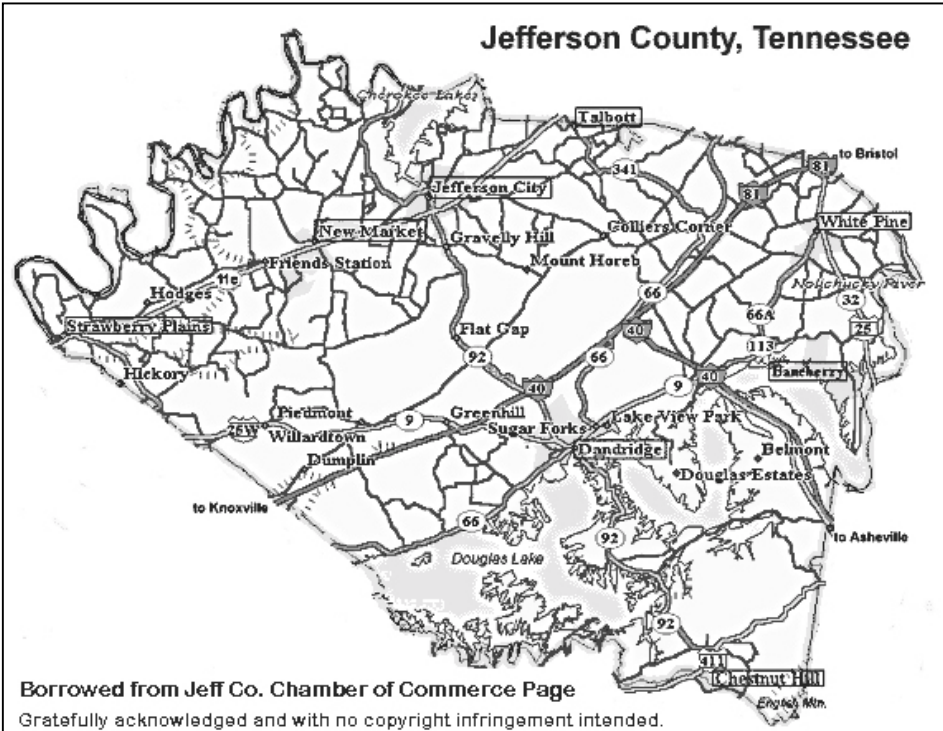 Jefferson County, Tennessee
Cherokee Lake
Talbott
to Bristol
81
341
81
Jefferson City
White Pine
New Market
Colliers Corner
Gravelly Hill
Friends Station
Mount Horeb
11e
Nolichucky River
Hodges
66
32
66A
Strawberry Plains
Flat Gap
40
25
92
66
113
Hickory
40
9
40
Bancherry
Piedmont
9
Greenhill
Lake View Park
25W
Willardtown
Sugar Forks
Dumplin
Dandridge
Belmont
Douglas Estates
to Knoxville
66
92
to Asheville
Douglas Lake
92
411
Chestnut Hill
English Mtn.
Borrowed from Jeff Co. Chamber of Commerce Page
Gratefully acknowledged and with no copyright infringement intended.